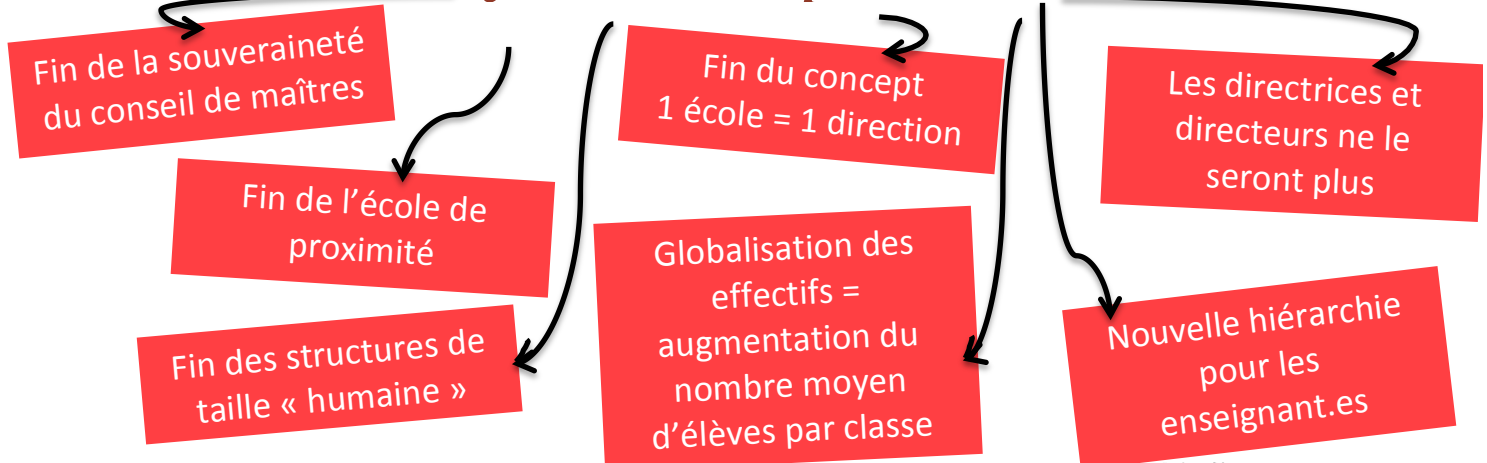 Fin de la souveraineté
du conseil de maîtres
Fin du concept
1 école = 1 direction
Les directrices et
directeurs ne le
seront plus
Fin de l’école de
proximité
Globalisation des
effectifs =
augmentation du
nombre moyen
d’élèves par classe
Fin des structures de
taille « humaine »
Nouvelle hiérarchie
pour les
enseignant.es